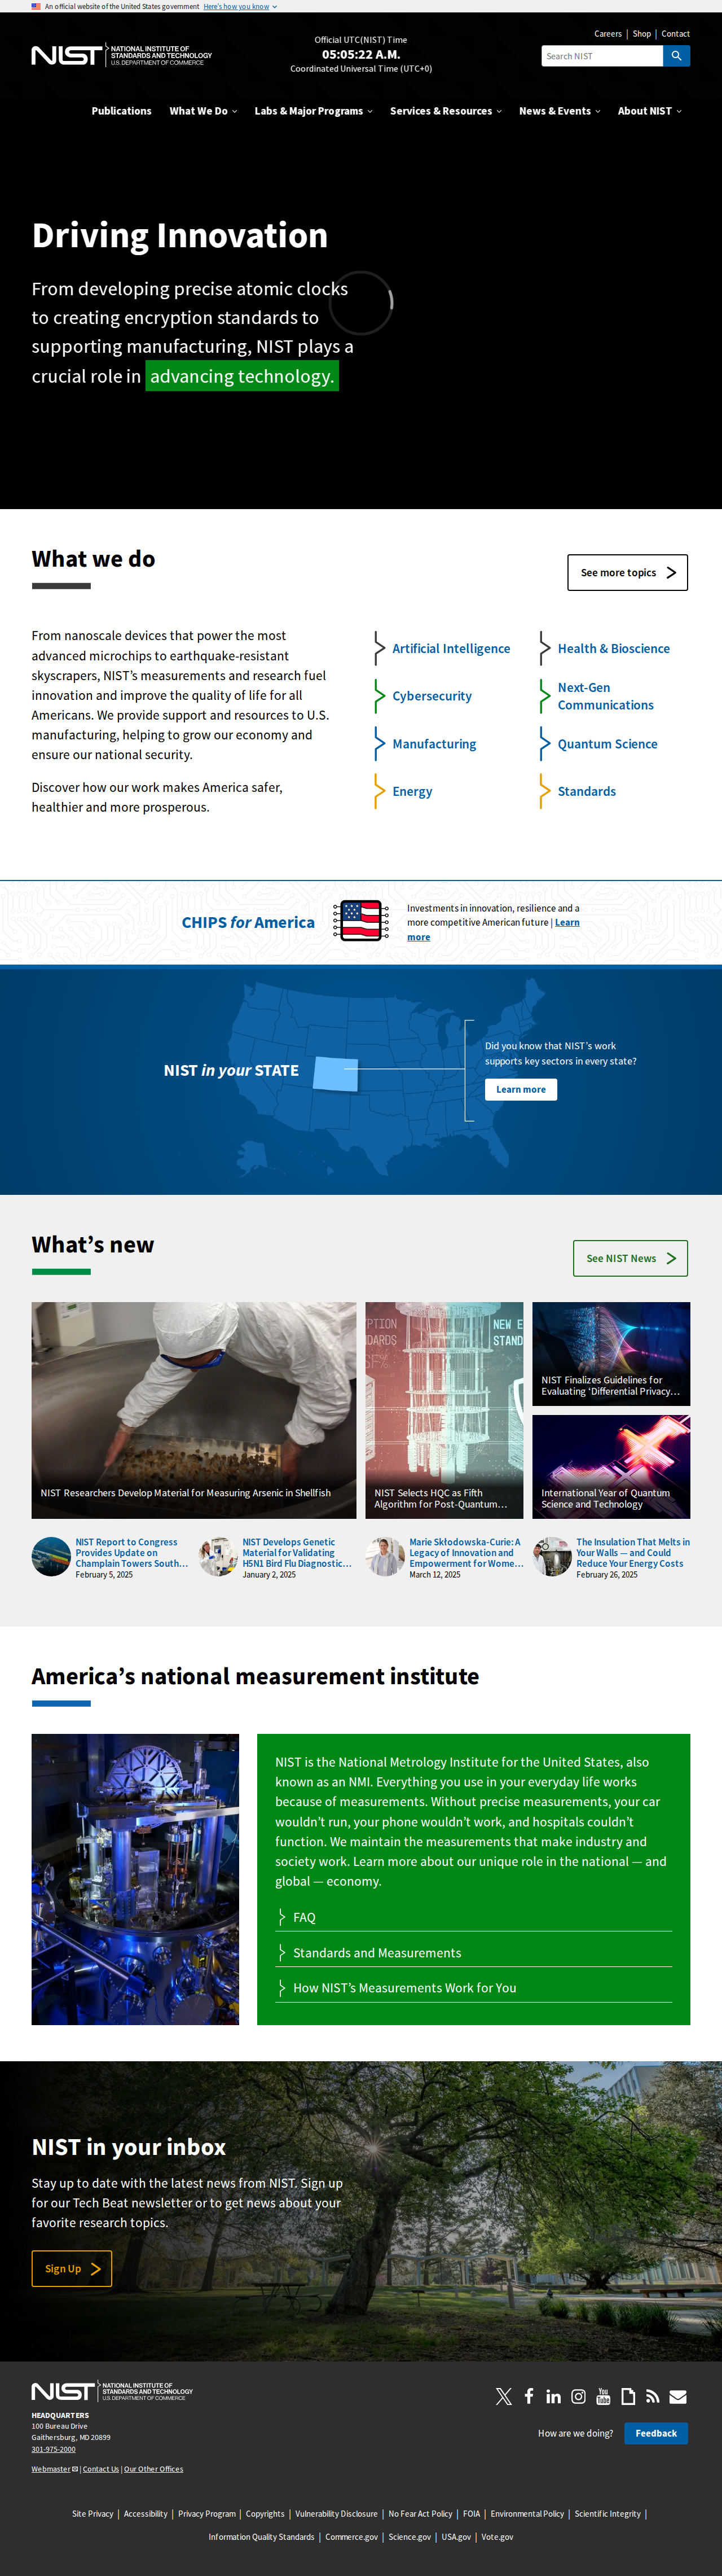 An official website of the United States government Here's how you know
Careers | Shop | Contact
NIST NATIONAL INSTITUTE OF
STANDARDS AND TECHNOLOGY
U.S. DEPARTMENT OF COMMERCE
Official UTC(NIST) Time
05:05:22 A.M.
Coordinated Universal Time (UTC+0)
Search NIST
Publications What We Do Labs & Major Programs Services & Resources News & Events About NIST
Driving Innovation
From developing precise atomic clocks
to creating encryption standards to
supporting manufacturing, NIST plays a
crucial role in advancing technology.
What we do
See more topics
From nanoscale devices that power the most
advanced microchips to earthquake-resistant
skyscrapers, NIST's measurements and research fuel
innovation and improve the quality of life for all
Americans. We provide support and resources to U.S.
manufacturing, helping to grow our economy and
ensure our national security.
Discover how our work makes America safer,
healthier and more prosperous.
Artificial Intelligence
Health & Bioscience
Cybersecurity
Next-Gen
Communications
Manufacturing
Quantum Science
Energy
Standards
CHIPS for America
Investments in innovation, resilience and a
more competitive American future | Learn
more
NIST in your STATE
Did you know that NIST's work
supports key sectors in every state?
Learn more
What's new
See NIST News
NIST Researchers Develop Material for Measuring Arsenic in Shellfish
NEW E
STAND
NIST Selects HQC as Fifth
Algorithm for Post-Quantum…
NIST Finalizes Guidelines for
Evaluating 'Differential Privacy…
International Year of Quantum
Science and Technology
NIST Report to Congress
Provides Update on
Champlain Towers South…
February 5, 2025
NIST Develops Genetic
Material for Validating
H5N1 Bird Flu Diagnostic…
January 2, 2025
Marie Skłodowska-Curie: A
Legacy of Innovation and
Empowerment for Wome…
March 12, 2025
The Insulation That Melts in
Your Walls — and Could
Reduce Your Energy Costs
February 26, 2025
America's national measurement institute
NIST is the National Metrology Institute for the United States, also
known as an NMI. Everything you use in your everyday life works
because of measurements. Without precise measurements, your car
wouldn't run, your phone wouldn't work, and hospitals couldn't
function. We maintain the measurements that make industry and
society work. Learn more about our unique role in the national — and
global — economy.
FAQ
Standards and Measurements
How NIST's Measurements Work for You
NIST in your inbox
Stay up to date with the latest news from NIST. Sign up
for our Tech Beat newsletter or to get news about your
favorite research topics.
Sign Up
NIST NATIONAL INSTITUTE OF
STANDARDS AND TECHNOLOGY
U.S. DEPARTMENT OF COMMERCE
HEADQUARTERS
100 Bureau Drive
Gaithersburg, MD 20899
301-975-2000
Webmaster | Contact Us | Our Other Offices
You
Tube
How are we doing? Feedback
Site Privacy | Accessibility | Privacy Program | Copyrights | Vulnerability Disclosure | No Fear Act Policy | FOIA | Environmental Policy | Scientific Integrity |
Information Quality Standards | Commerce.gov | Science.gov | USA.gov | Vote.gov